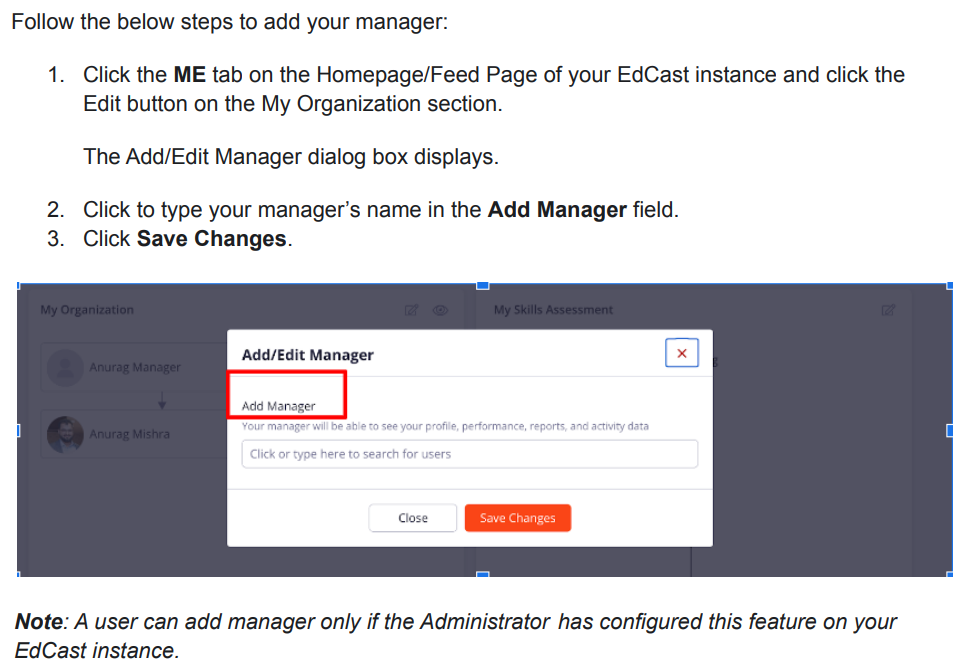 Follow the below steps to add your manager:
1. Click the ME tab on the Homepage/Feed Page of your EdCast instance and click the
Edit button on the My Organization section.
The Add/Edit Manager dialog box displays.
2. Click to type your manager’s name in the Add Manager field.
3. Click Save Changes.
My Organization
My Skills Assessment
Add/Edit Manager
Anurag Manager
g
Add Manager
Your manager will be able to see your profile, performance, reports, and activity data
Anurag Mishra
Click or type here to search for users
Close
Save Changes
Note: A user can add manager only if the Administrator has configured this feature on your
EdCast instance.